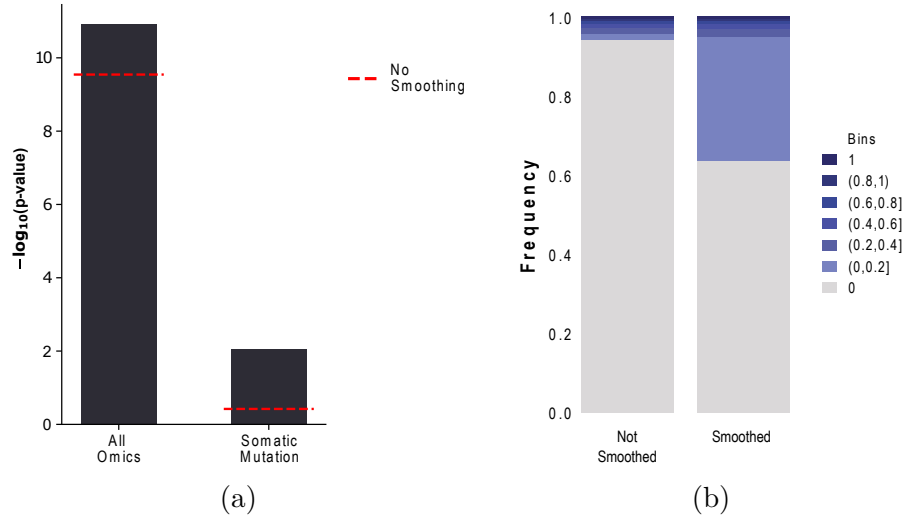 10
8
6
4
2
0
−log₁₀(p-value)
All
Omics
Somatic
Mutation
No
Smoothing
(a)
1.0
0.8
0.6
0.4
0.2
0.0
Frequency
Not
Smoothed
Smoothed
Bins
1
(0.8,1)
(0.6,0.8]
(0.4,0.6]
(0.2,0.4]
(0,0.2]
0
(b)